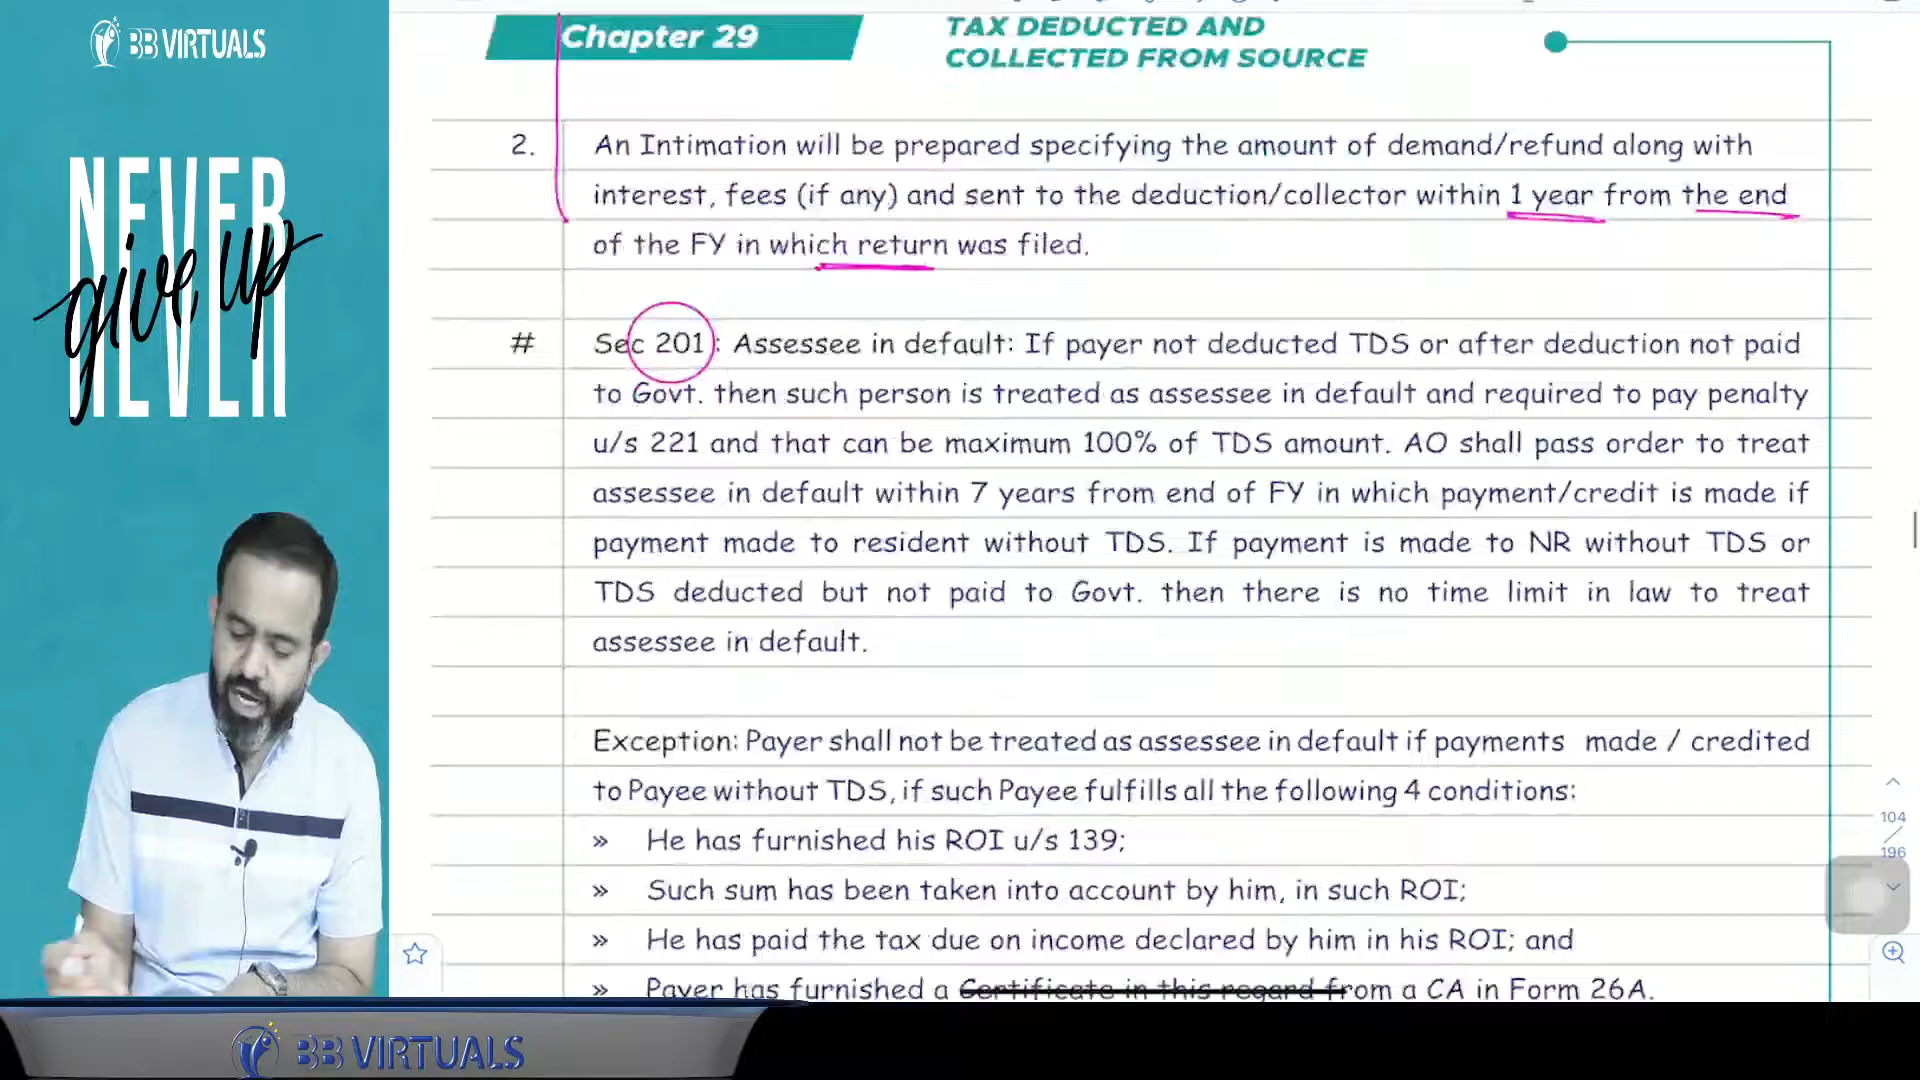 BB VIRTUALS
NEVER
give up
NEVER
Chapter 29
TAX DEDUCTED AND
COLLECTED FROM SOURCE
2. An Intimation will be prepared specifying the amount of demand/refund along with
interest, fees (if any) and sent to the deduction/collector within 1 year from the end
of the FY in which return was filed.
# Sec 201 : Assessee in default: If payer not deducted TDS or after deduction not paid
to Govt. then such person is treated as assessee in default and required to pay penalty
u/s 221 and that can be maximum 100% of TDS amount. AO shall pass order to treat
assessee in default within 7 years from end of FY in which payment/credit is made if
payment made to resident without TDS. If payment is made to NR without TDS or
TDS deducted but not paid to Govt. then there is no time limit in law to treat
assessee in default.
Exception: Payer shall not be treated as assessee in default if payments made / credited
to Payee without TDS, if such Payee fulfills all the following 4 conditions:
» He has furnished his ROI u/s 139;
» Such sum has been taken into account by him, in such ROI;
» He has paid the tax due on income declared by him in his ROI; and
» Payer has furnished a Certificate in this regard from a CA in Form 26A.
104
196
BB VIRTUALS